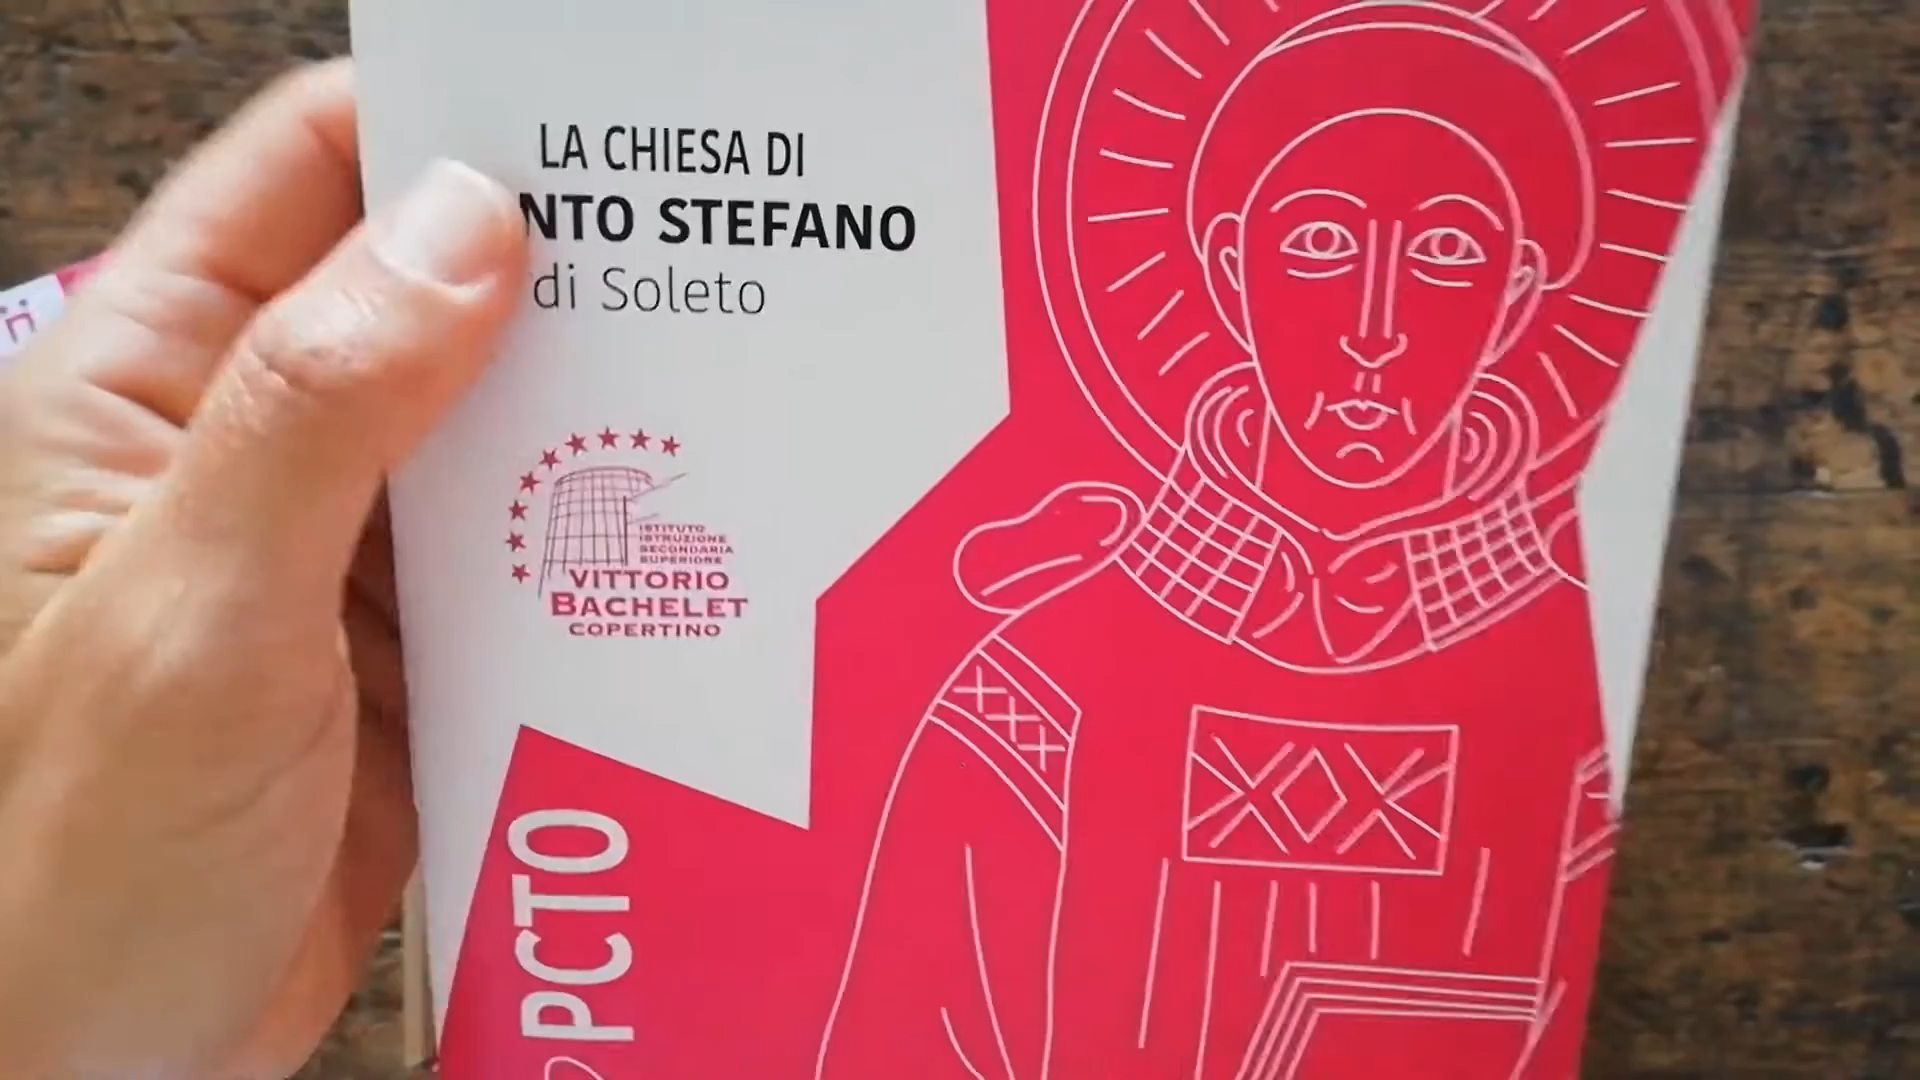 LA CHIESA DI
NTO STEFANO
di Soleto
ISTITUTO
ISTRUZIONE
SECONDARIA
SUPERIORE
VITTORIO
BACHELET
COPERTINO
PCTO